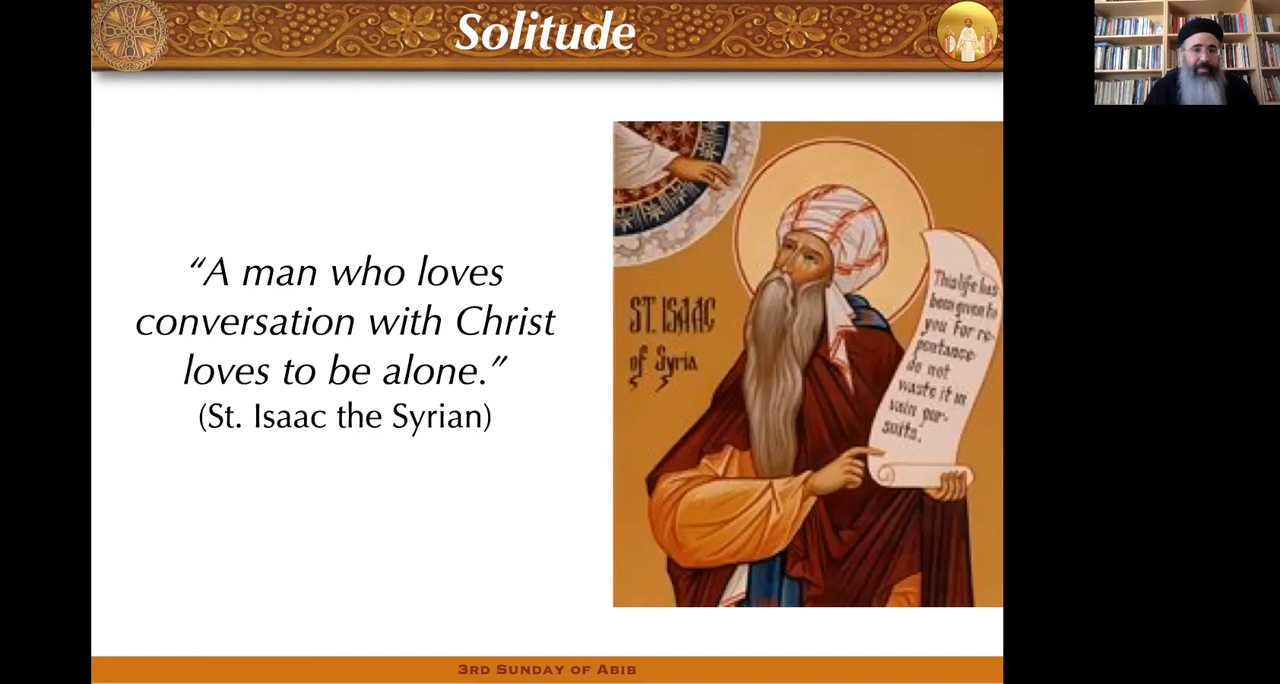 Solitude
“A man who loves
conversation with Christ
loves to be alone.”
(St. Isaac the Syrian)
ST. ISAAC
of Syria
This life has
been given to
you for re-
pentance
do not
waste it in
vain pur-
suits.
3RD SUNDAY OF ABIB